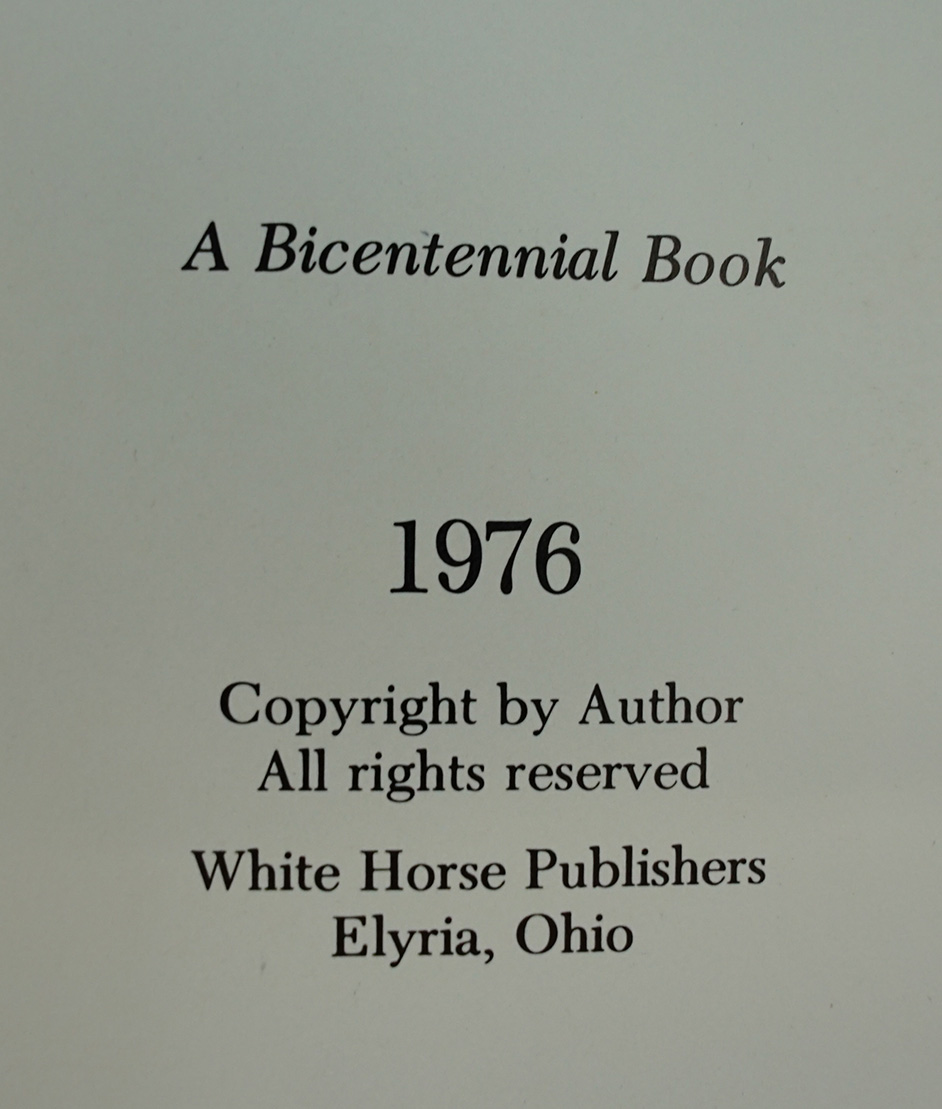 A Bicentennial Book
1976
Copyright by Author
All rights reserved
White Horse Publishers
Elyria, Ohio